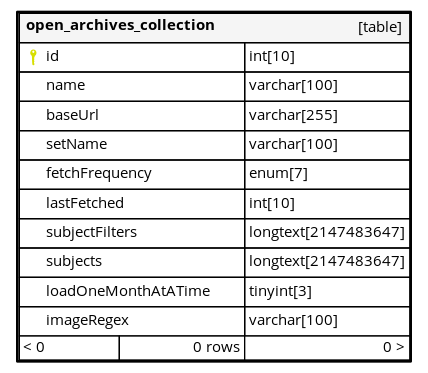 open_archives_collection [table]
id int[10]
name varchar[100]
baseUrl varchar[255]
setName varchar[100]
fetchFrequency enum[7]
lastFetched int[10]
subjectFilters longtext[2147483647]
subjects longtext[2147483647]
loadOneMonthAtATime tinyint[3]
imageRegex varchar[100]
< 0 0 rows 0 >